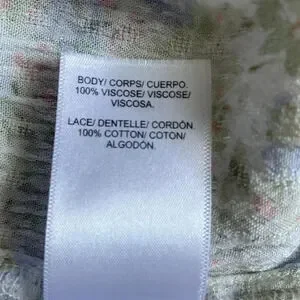 BODY/ CORPS/ CUERPO.
100% VISCOSE/ VISCOSE/
VISCOSA.
LACE/ DENTELLE/ CORDÓN.
100% COTTON/ COTON/
ALGODÓN.